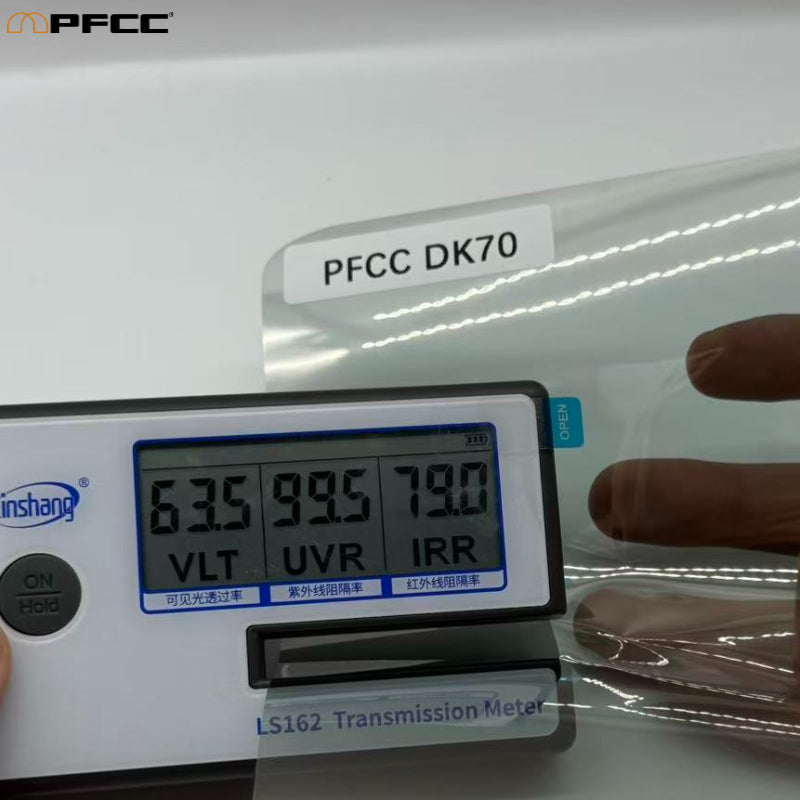 PFCC®
PFCC DK70
OPEN
inshang®
63.5 99.5 79.0
VLT UVR IRR
可见光透过率 紫外线阻隔率 红外线阻隔率
ON
Hold
LS162 Transmission Meter